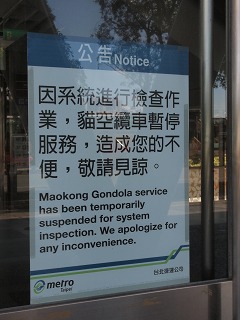 公告Notice
因系統進行檢查作
業，貓空纜車暫停
服務，造成您的不
便，敬請見諒。
Maokong Gondola service
has been temporarily
suspended for system
inspection. We apologize for
any inconvenience.
metro
Taipei
台北捷運公司